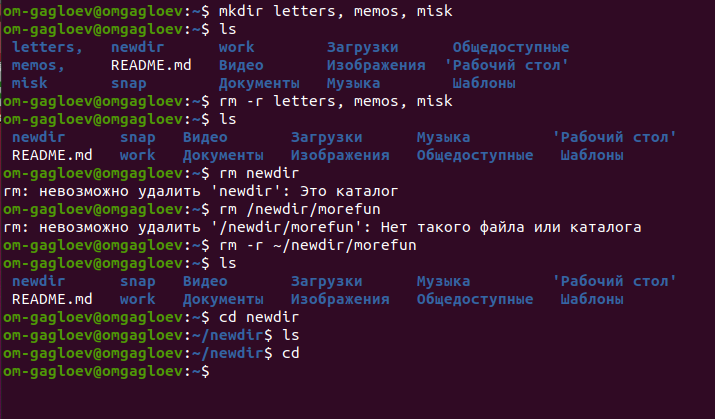 om-gagloev@omgagloev:~$ mkdir letters, memos, misk
om-gagloev@omgagloev:~$ ls
letters, newdir work Загрузки Общедоступные
memos, README.md Видео Изображения 'Рабочий стол'
misk snap Документы Музыка Шаблоны
om-gagloev@omgagloev:~$ rm -r letters, memos, misk
om-gagloev@omgagloev:~$ ls
newdir snap Видео Загрузки Музыка 'Рабочий стол'
README.md work Документы Изображения Общедоступные Шаблоны
om-gagloev@omgagloev:~$ rm newdir
rm: невозможно удалить 'newdir': Это каталог
om-gagloev@omgagloev:~$ rm /newdir/morefun
rm: невозможно удалить '/newdir/morefun': Нет такого файла или каталога
om-gagloev@omgagloev:~$ rm -r ~/newdir/morefun
om-gagloev@omgagloev:~$ ls
newdir snap Видео Загрузки Музыка 'Рабочий стол'
README.md work Документы Изображения Общедоступные Шаблоны
om-gagloev@omgagloev:~$ cd newdir
om-gagloev@omgagloev:~/newdir$ ls
om-gagloev@omgagloev:~/newdir$ cd
om-gagloev@omgagloev:~$